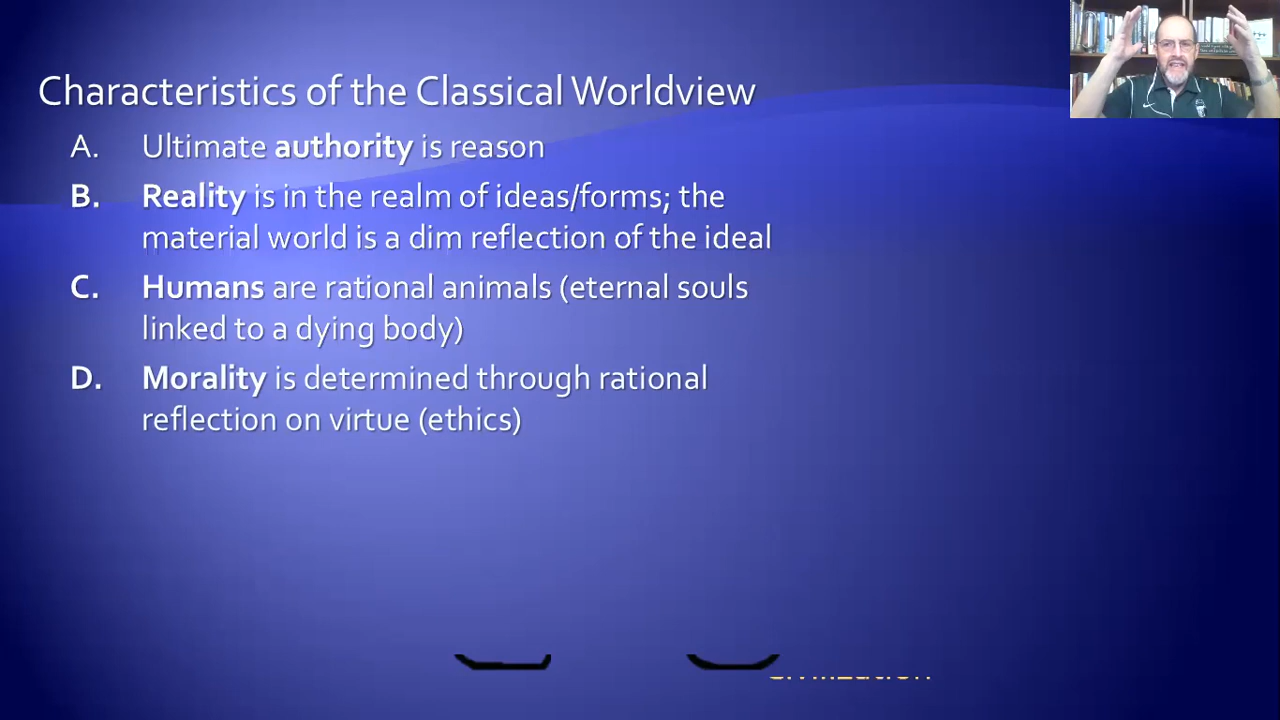 Characteristics of the Classical Worldview
A. Ultimate authority is reason
B. Reality is in the realm of ideas/forms; the
material world is a dim reflection of the ideal
C. Humans are rational animals (eternal souls
linked to a dying body)
D. Morality is determined through rational
reflection on virtue (ethics)